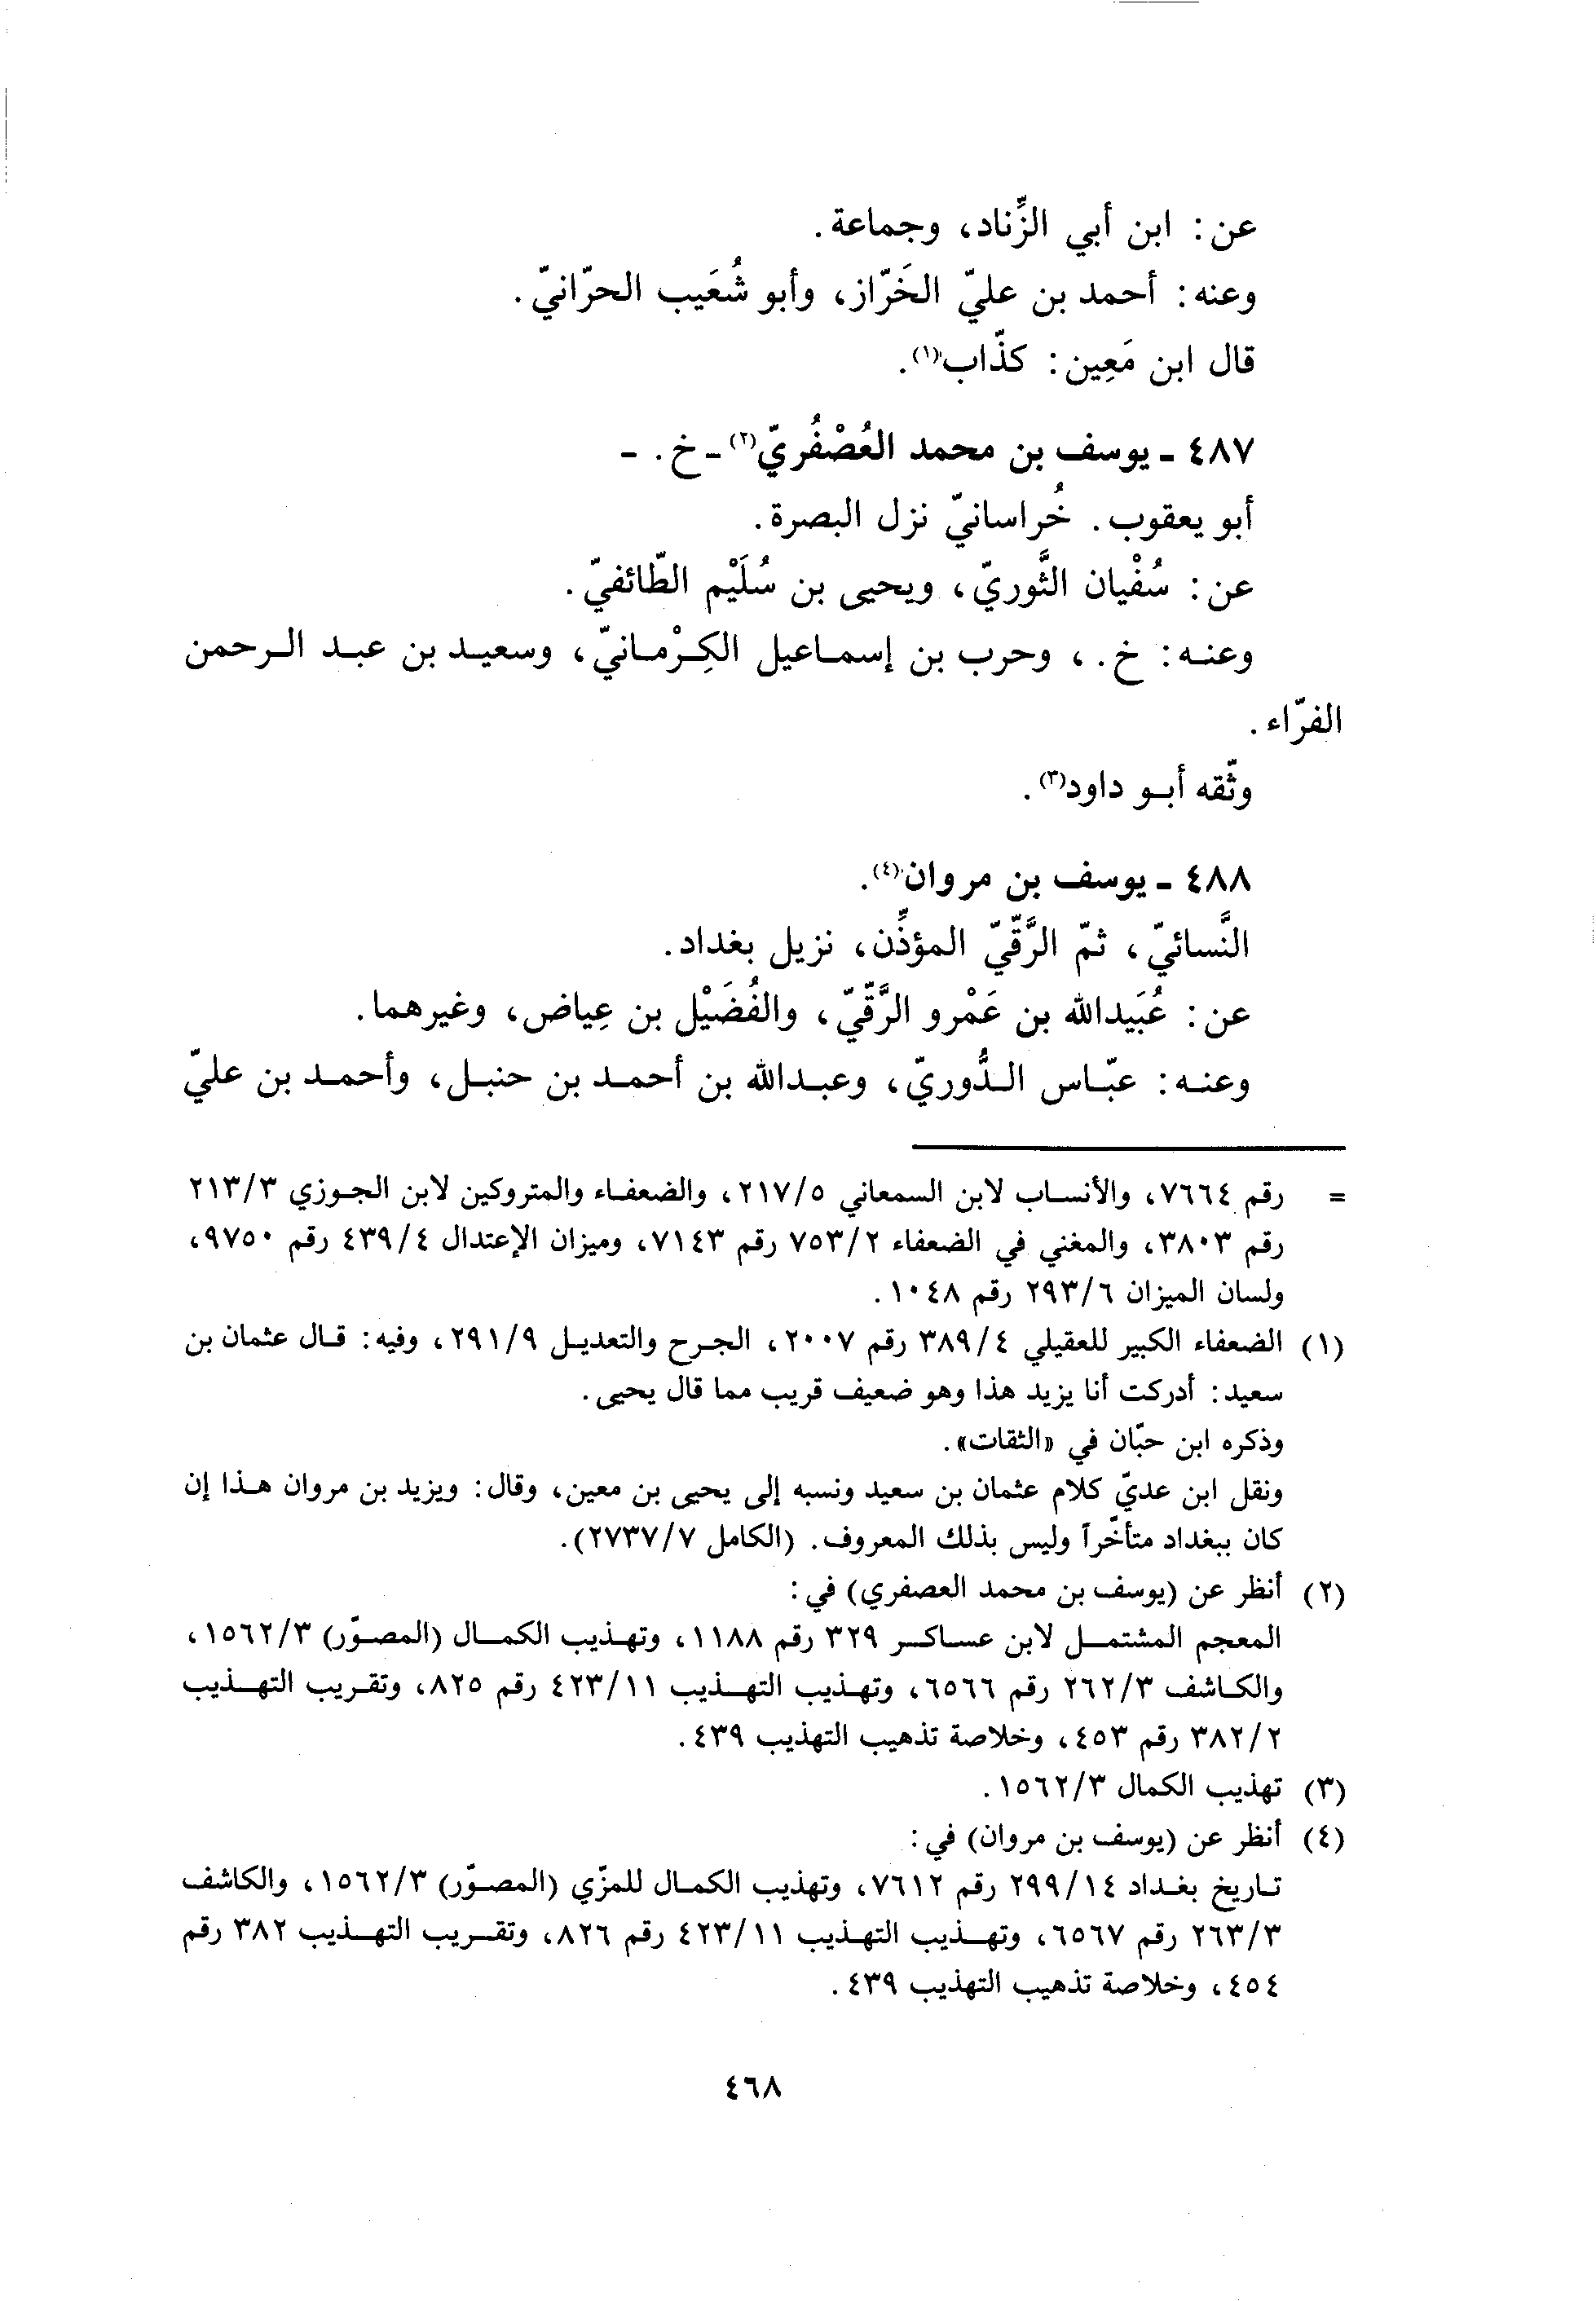 عن: ابن أبي الزِّناد، وجماعة.
وعنه: أحمد بن عليّ الخَرّاز، وأبو شُعَيب الحرّانيّ.
قال ابن مَعِين: كذّاب(١).
٤٨٧ - يوسف بن محمد العُصْفُريّ(٢) - خ. -
أبو يعقوب. خُراسانيّ نزل البصرة.
عن: سُفْيان الثَّوريّ، ويحيى بن سُلَيْم الطّائفيّ.
وعنه: خ.، وحرب بن إسماعيل الكِرْمانيّ، وسعيد بن عبد الرحمن
الفرّاء.
وثّقه أبو داود(٣).
٤٨٨ - يوسف بن مروان(٤).
النَّسائيّ، ثمّ الرَّقّيّ المؤذِّن، نزيل بغداد.
عن: عُبَيدالله بن عَمْرو الرَّقّيّ، والفُضَيْل بن عِياض، وغيرهما.
وعنه: عبّاس الدُّوريّ، وعبدالله بن أحمد بن حنبل، وأحمد بن عليّ
= رقم ٧٦٦٤، والأنساب لابن السمعاني ٢١٧/٥، والضعفاء والمتروكين لابن الجوزي ٢١٣/٣
رقم ٣٨٠٣، والمغني في الضعفاء ٧٥٣/٢ رقم ٧١٤٣، وميزان الإعتدال ٤٣٩/٤ رقم ٩٧٥٠،
ولسان الميزان ٢٩٣/٦ رقم ١٠٤٨.
(١) الضعفاء الكبير للعقيلي ٣٨٩/٤ رقم ٢٠٠٧، الجرح والتعديل ٢٩١/٩، وفيه: قال عثمان بن
سعيد: أدركت أنا يزيد هذا وهو ضعيف قريب مما قال يحيى.
وذكره ابن حبّان في «الثقات».
ونقل ابن عديّ كلام عثمان بن سعيد ونسبه إلى يحيى بن معين، وقال: ويزيد بن مروان هذا إن
كان ببغداد متأخّراً وليس بذلك المعروف. (الكامل ٢٧٣٧/٧).
(٢) أنظر عن (يوسف بن محمد العصفري) في:
المعجم المشتمل لابن عساكر ٣٢٩ رقم ١١٨٨، وتهذيب الكمال (المصوّر) ١٥٦٢/٣،
والكاشف ٢٦٢/٣ رقم ٦٥٦٦، وتهذيب التهذيب ٤٢٣/١١ رقم ٨٢٥، وتقريب التهذيب
٣٨٢/٢ رقم ٤٥٣، وخلاصة تذهيب التهذيب ٤٣٩.
(٣) تهذيب الكمال ١٥٦٢/٣.
(٤) أنظر عن (يوسف بن مروان) في:
تاريخ بغداد ٢٩٩/١٤ رقم ٧٦١٢، وتهذيب الكمال للمزّي (المصوّر) ١٥٦٢/٣، والكاشف
٢٦٣/٣ رقم ٦٥٦٧، وتهذيب التهذيب ٤٢٣/١١ رقم ٨٢٦، وتقريب التهذيب ٣٨٢ رقم
٤٥٤، وخلاصة تذهيب التهذيب ٤٣٩.
٤٦٨